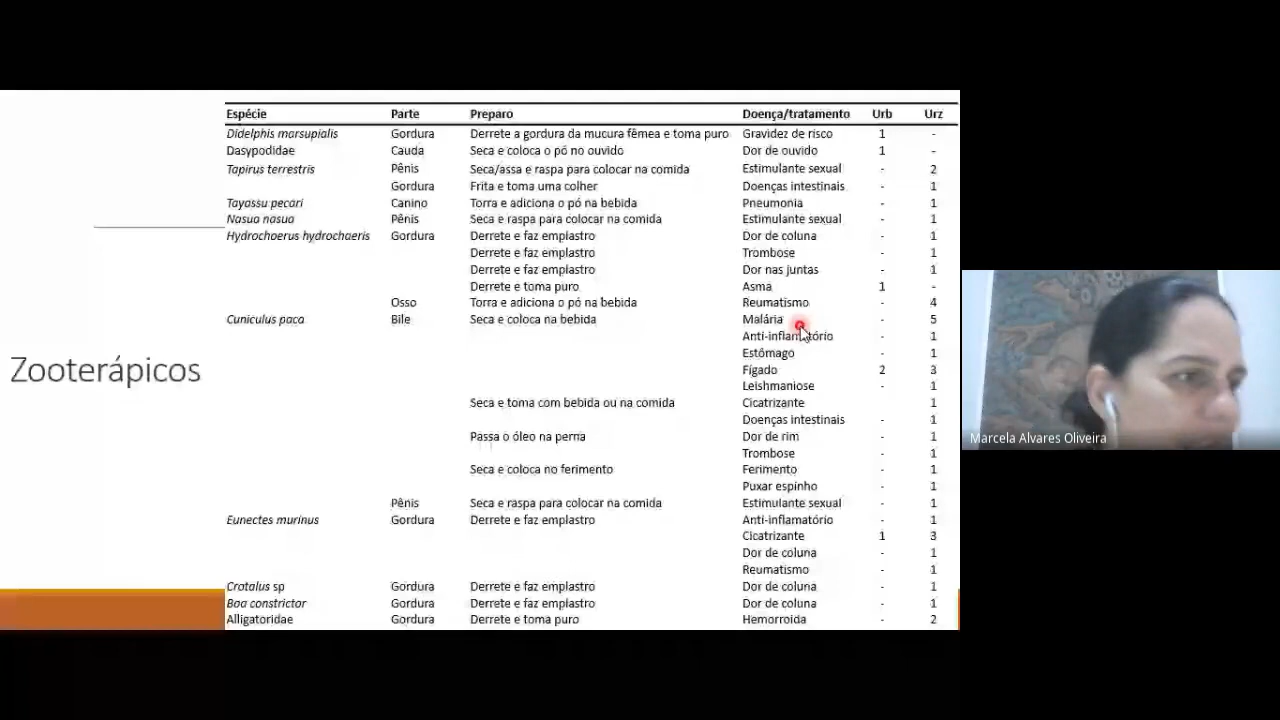 Espécie Parte Preparo Doença/tratamento Urb Urz
Didelphis marsupialis Gordura Derrete a gordura da mucura fêmea e toma puro Gravidez de risco 1 -
Dasypodidae Cauda Seca e coloca o pó no ouvido Dor de ouvido 1 -
Tapirus terrestris Pênis Seca/assa e raspa para colocar na comida Estimulante sexual - 2
Gordura Frita e toma uma colher Doenças intestinais - 1
Tayassu pecari Canino Torra e adiciona o pó na bebida Pneumonia - 1
Nasua nasua Pênis Seca e raspa para colocar na comida Estimulante sexual - 1
Hydrochaerus hydrochaeris Gordura Derrete e faz emplastro Dor de coluna - 1
Derrete e faz emplastro Trombose - 1
Derrete e faz emplastro Dor nas juntas - 1
Derrete e toma puro Asma 1 -
Osso Torra e adiciona o pó na bebida Reumatismo - 4
Cuniculus paca Bile Seca e coloca na bebida Malária - 5
Anti-inflamatório - 1
Estômago - 1
Fígado 2 3
Leishmaniose - 1
Seca e toma com bebida ou na comida Cicatrizante 1
Doenças intestinais - 1
Passa o óleo na perna Dor de rim - 1
Trombose - 1
Seca e coloca no ferimento Ferimento - 1
Puxar espinho - 1
Pênis Seca e raspa para colocar na comida Estimulante sexual - 1
Eunectes murinus Gordura Derrete e faz emplastro Anti-inflamatório - 1
Cicatrizante 1 3
Dor de coluna - 1
Reumatismo - 1
Crotalus sp Gordura Derrete e faz emplastro Dor de coluna - 1
Boa constrictor Gordura Derrete e faz emplastro Dor de coluna - 1
Alligatoridae Gordura Derrete e toma puro Hemorroida - 2
Zooterápicos
Marcela Alvares Oliveira